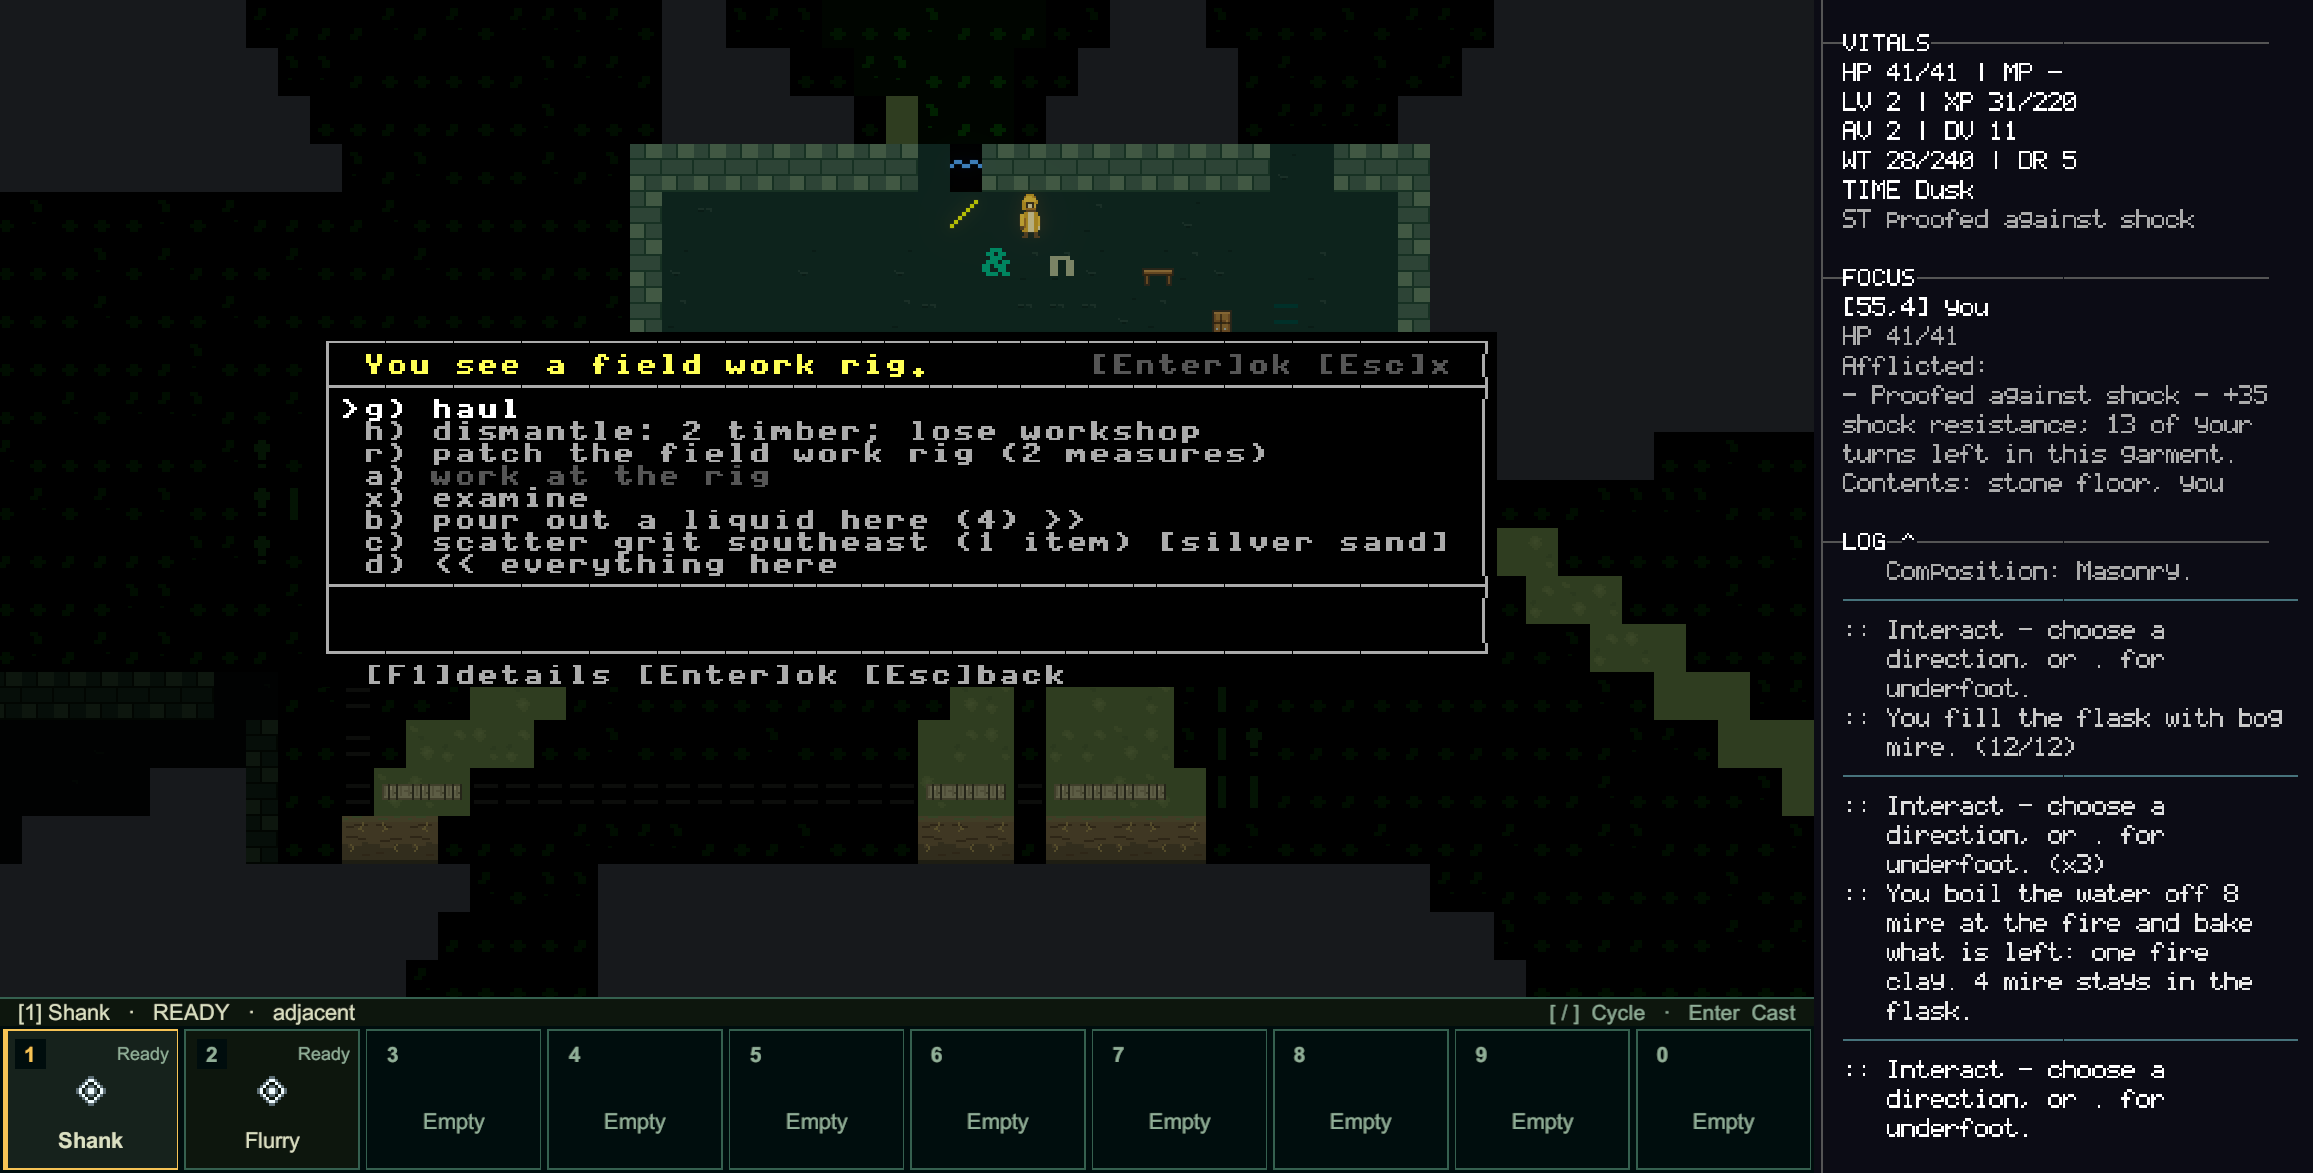 You see a field work rig. [Enter]ok [Esc]x
>g) haul
h) dismantle: 2 timber; lose workshop
r) patch the field work rig (2 measures)
a) work at the rig
x) examine
b) pour out a liquid here (4) >>
c) scatter grit southeast (1 item) [silver sand]
d) << everything here
[F1]details [Enter]ok [Esc]back
[1] Shank · READY · adjacent
[ / ] Cycle · Enter Cast
1 Ready
Shank
2 Ready
Flurry
3
Empty
4
Empty
5
Empty
6
Empty
7
Empty
8
Empty
9
Empty
0
Empty
VITALS
HP 41/41 | MP -
LV 2 | XP 31/220
AV 2 | DV 11
WT 28/240 | DR 5
TIME Dusk
ST Proofed against shock
FOCUS
[55,4] You
HP 41/41
Afflicted:
- Proofed against shock - +35
shock resistance; 13 of your
turns left in this garment.
Contents: stone floor, you
LOG ^
Composition: Masonry.
:: Interact - choose a
direction, or . for
underfoot.
:: You fill the flask with bog
mire. (12/12)
:: Interact - choose a
direction, or . for
underfoot. (x3)
:: You boil the water off 8
mire at the fire and bake
what is left: one fire
clay. 4 mire stays in the
flask.
:: Interact - choose a
direction, or . for
underfoot.